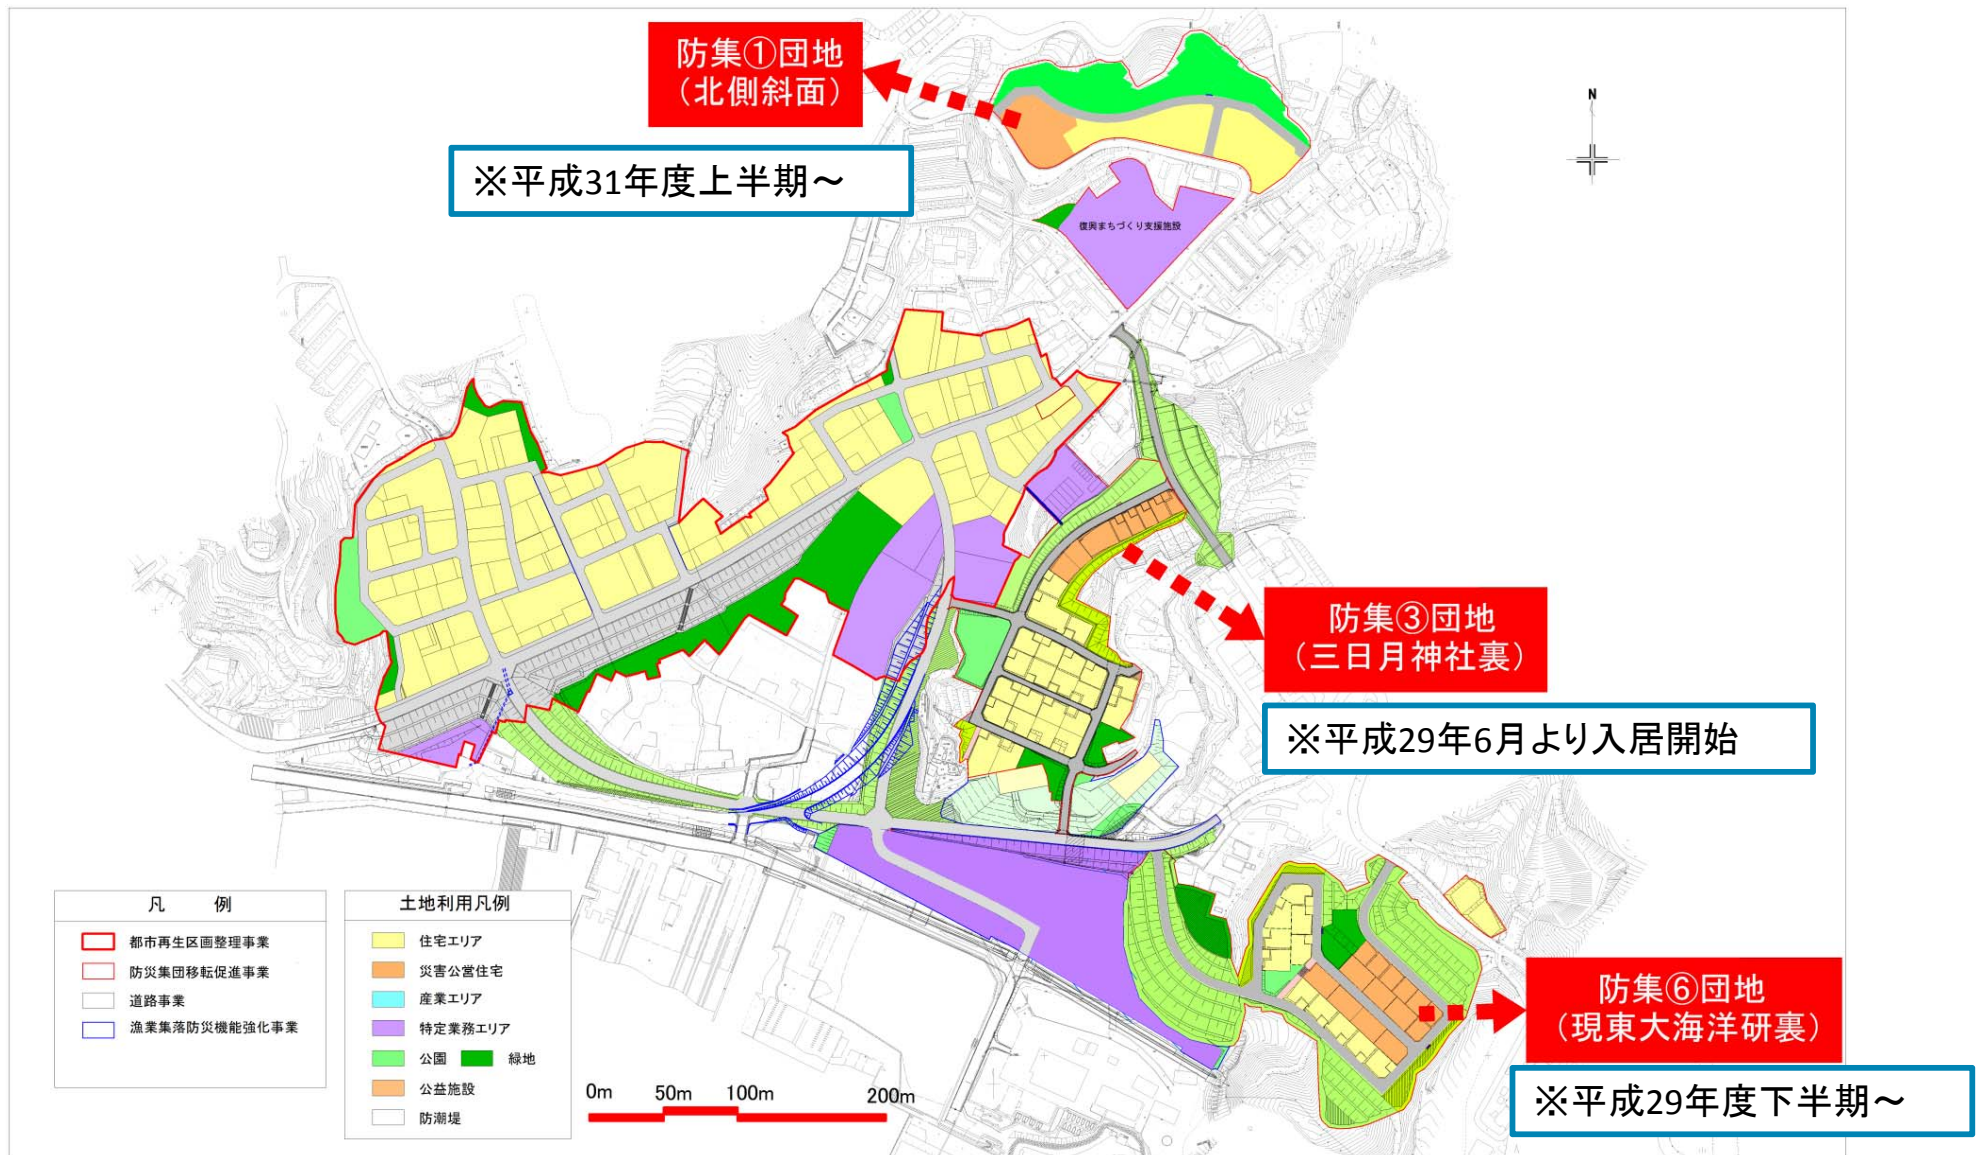 防集①団地
（北側斜面）
※平成31年度上半期～
N
復興まちづくり支援施設
防集③団地
（三日月神社裏）
※平成29年6月より入居開始
防集⑥団地
（現東大海洋研裏）
※平成29年度下半期～
凡　例
都市再生区画整理事業
防災集団移転促進事業
道路事業
漁業集落防災機能強化事業
土地利用凡例
住宅エリア
災害公営住宅
産業エリア
特定業務エリア
公園　緑地
公益施設
防潮堤
0m　50m　100m　200m